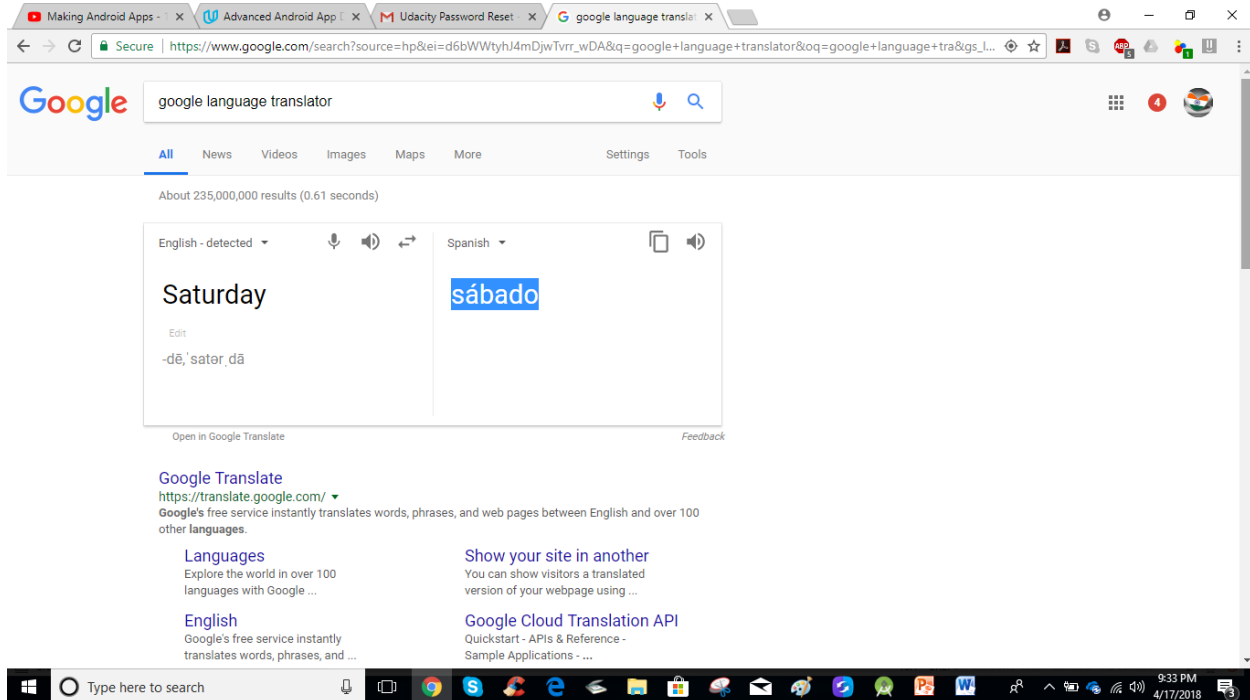 Making Android Apps -
Advanced Android App
Udacity Password Reset -
google language translat
Secure | https://www.google.com/search?source=hp&ei=d6bWWtyhJ4mDjwTvrr_wDA&q=google+language+translator&oq=google+language+tra&gs_l...
ABP
5
1
Google
google language translator
4
All News Videos Images Maps More Settings Tools
About 235,000,000 results (0.61 seconds)
English - detected
Spanish
Saturday
sábado
Edit
-dē,ˈsatərˌdā
Open in Google Translate
Feedback
Google Translate
https://translate.google.com/
Google's free service instantly translates words, phrases, and web pages between English and over 100
other languages.
Languages
Explore the world in over 100
languages with Google ...
Show your site in another
You can show visitors a translated
version of your webpage using ...
English
Google's free service instantly
translates words, phrases, and ...
Google Cloud Translation API
Quickstart - APIs & Reference -
Sample Applications - ...
Type here to search
9:33 PM
4/17/2018
3